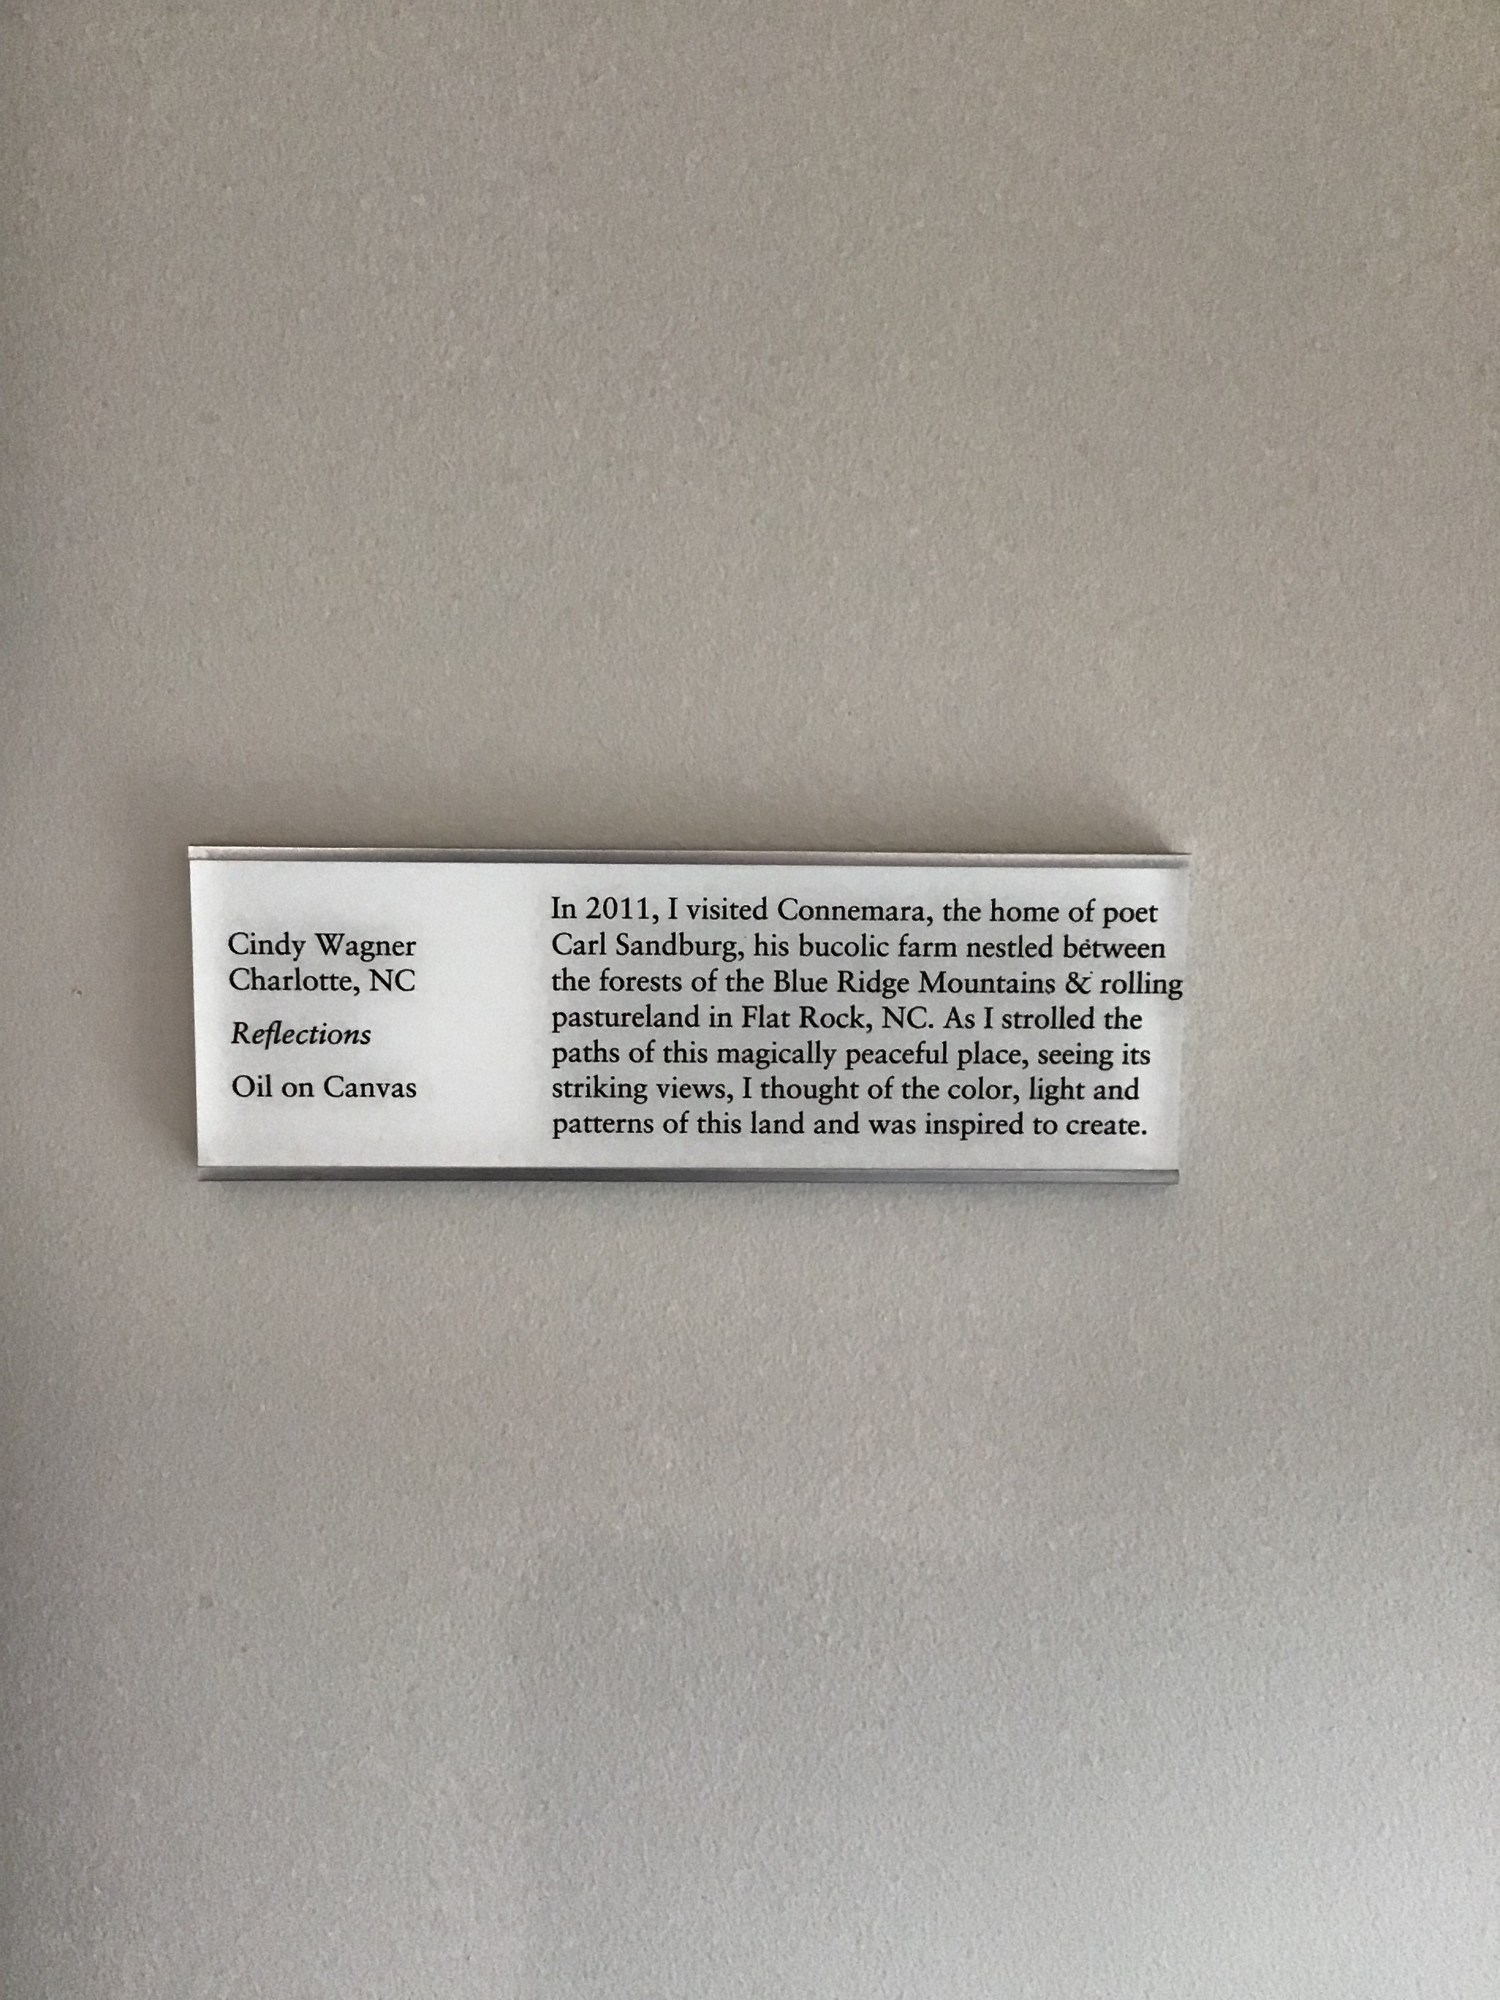 Cindy Wagner
Charlotte, NC
Reflections
Oil on Canvas
In 2011, I visited Connemara, the home of poet
Carl Sandburg, his bucolic farm nestled between
the forests of the Blue Ridge Mountains & rolling
pastureland in Flat Rock, NC. As I strolled the
paths of this magically peaceful place, seeing its
striking views, I thought of the color, light and
patterns of this land and was inspired to create.